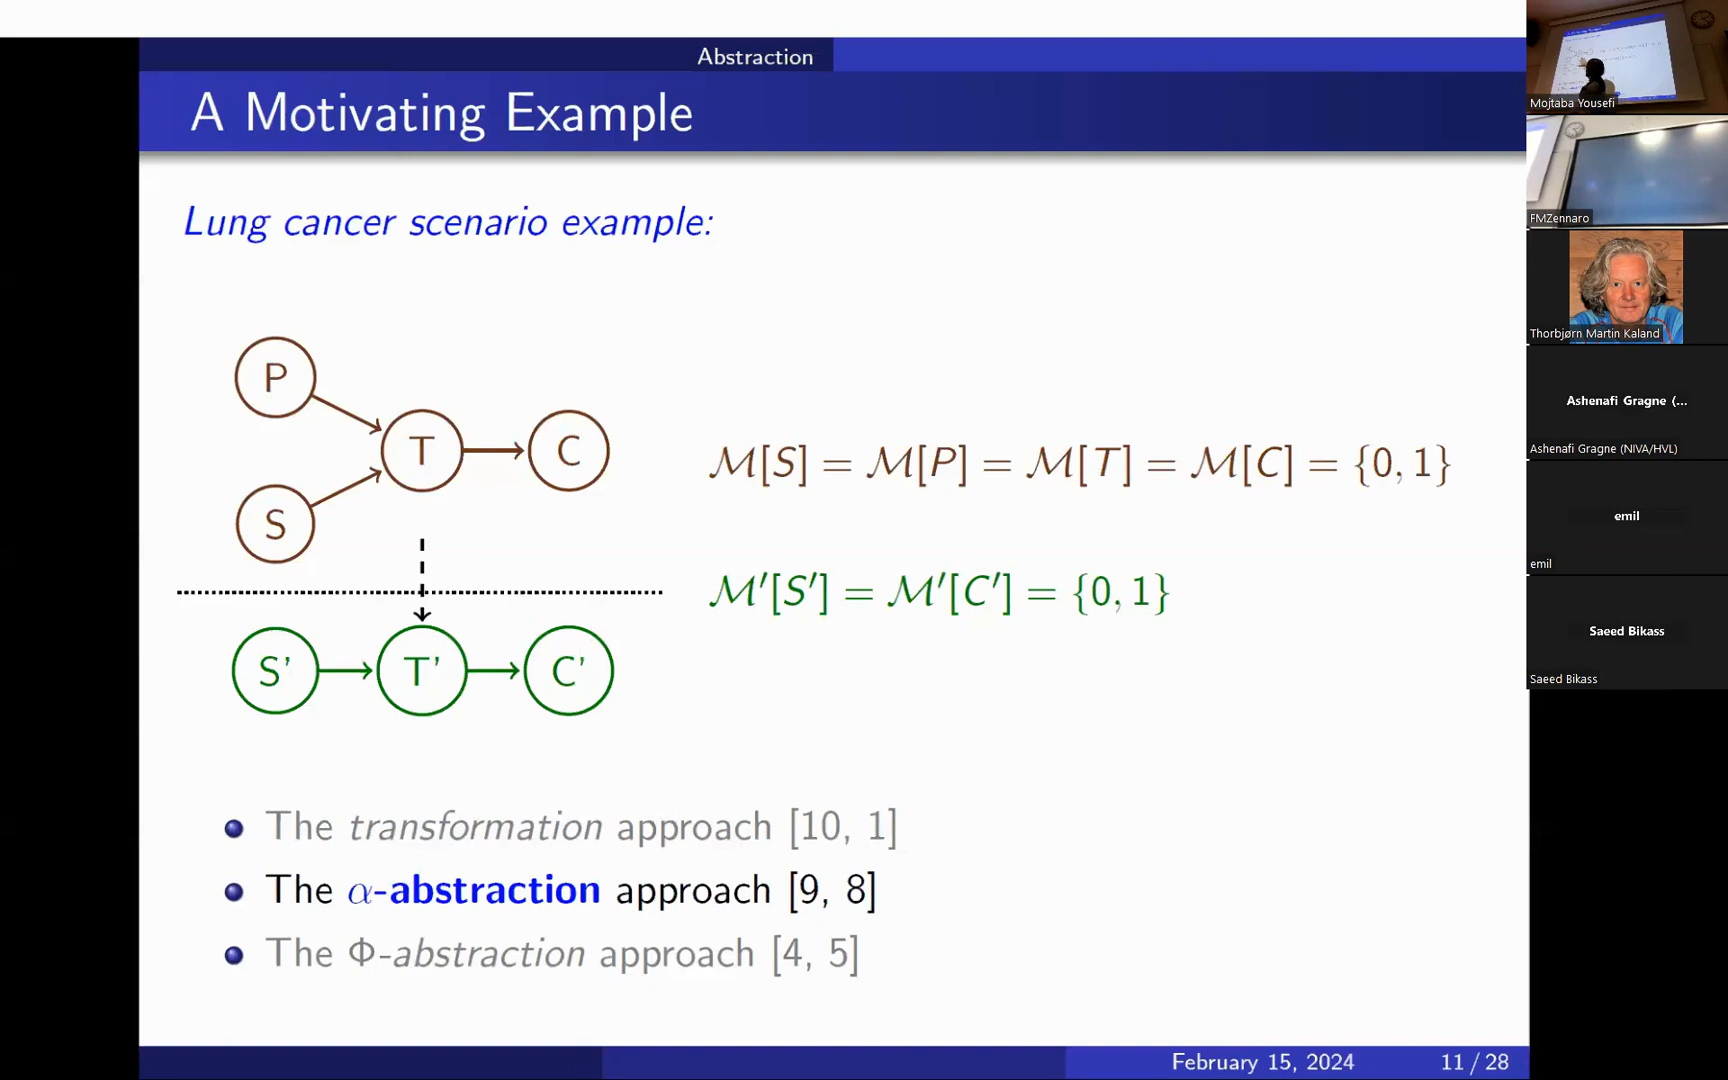 Abstraction
A Motivating Example
Lung cancer scenario example:
P
T
C
S
ℳ[S] = ℳ[P] = ℳ[T] = ℳ[C] = {0, 1}
ℳ′[S′] = ℳ′[C′] = {0, 1}
S'
T'
C'
The transformation approach [10, 1]
The α-abstraction approach [9, 8]
The Φ-abstraction approach [4, 5]
February 15, 2024
11 / 28
Mojtaba Yousefi
FMZennaro
Thorbjørn Martin Kaland
Ashenafi Gragne (...
Ashenafi Gragne (NIVA/HVL)
emil
emil
Saeed Bikass
Saeed Bikass